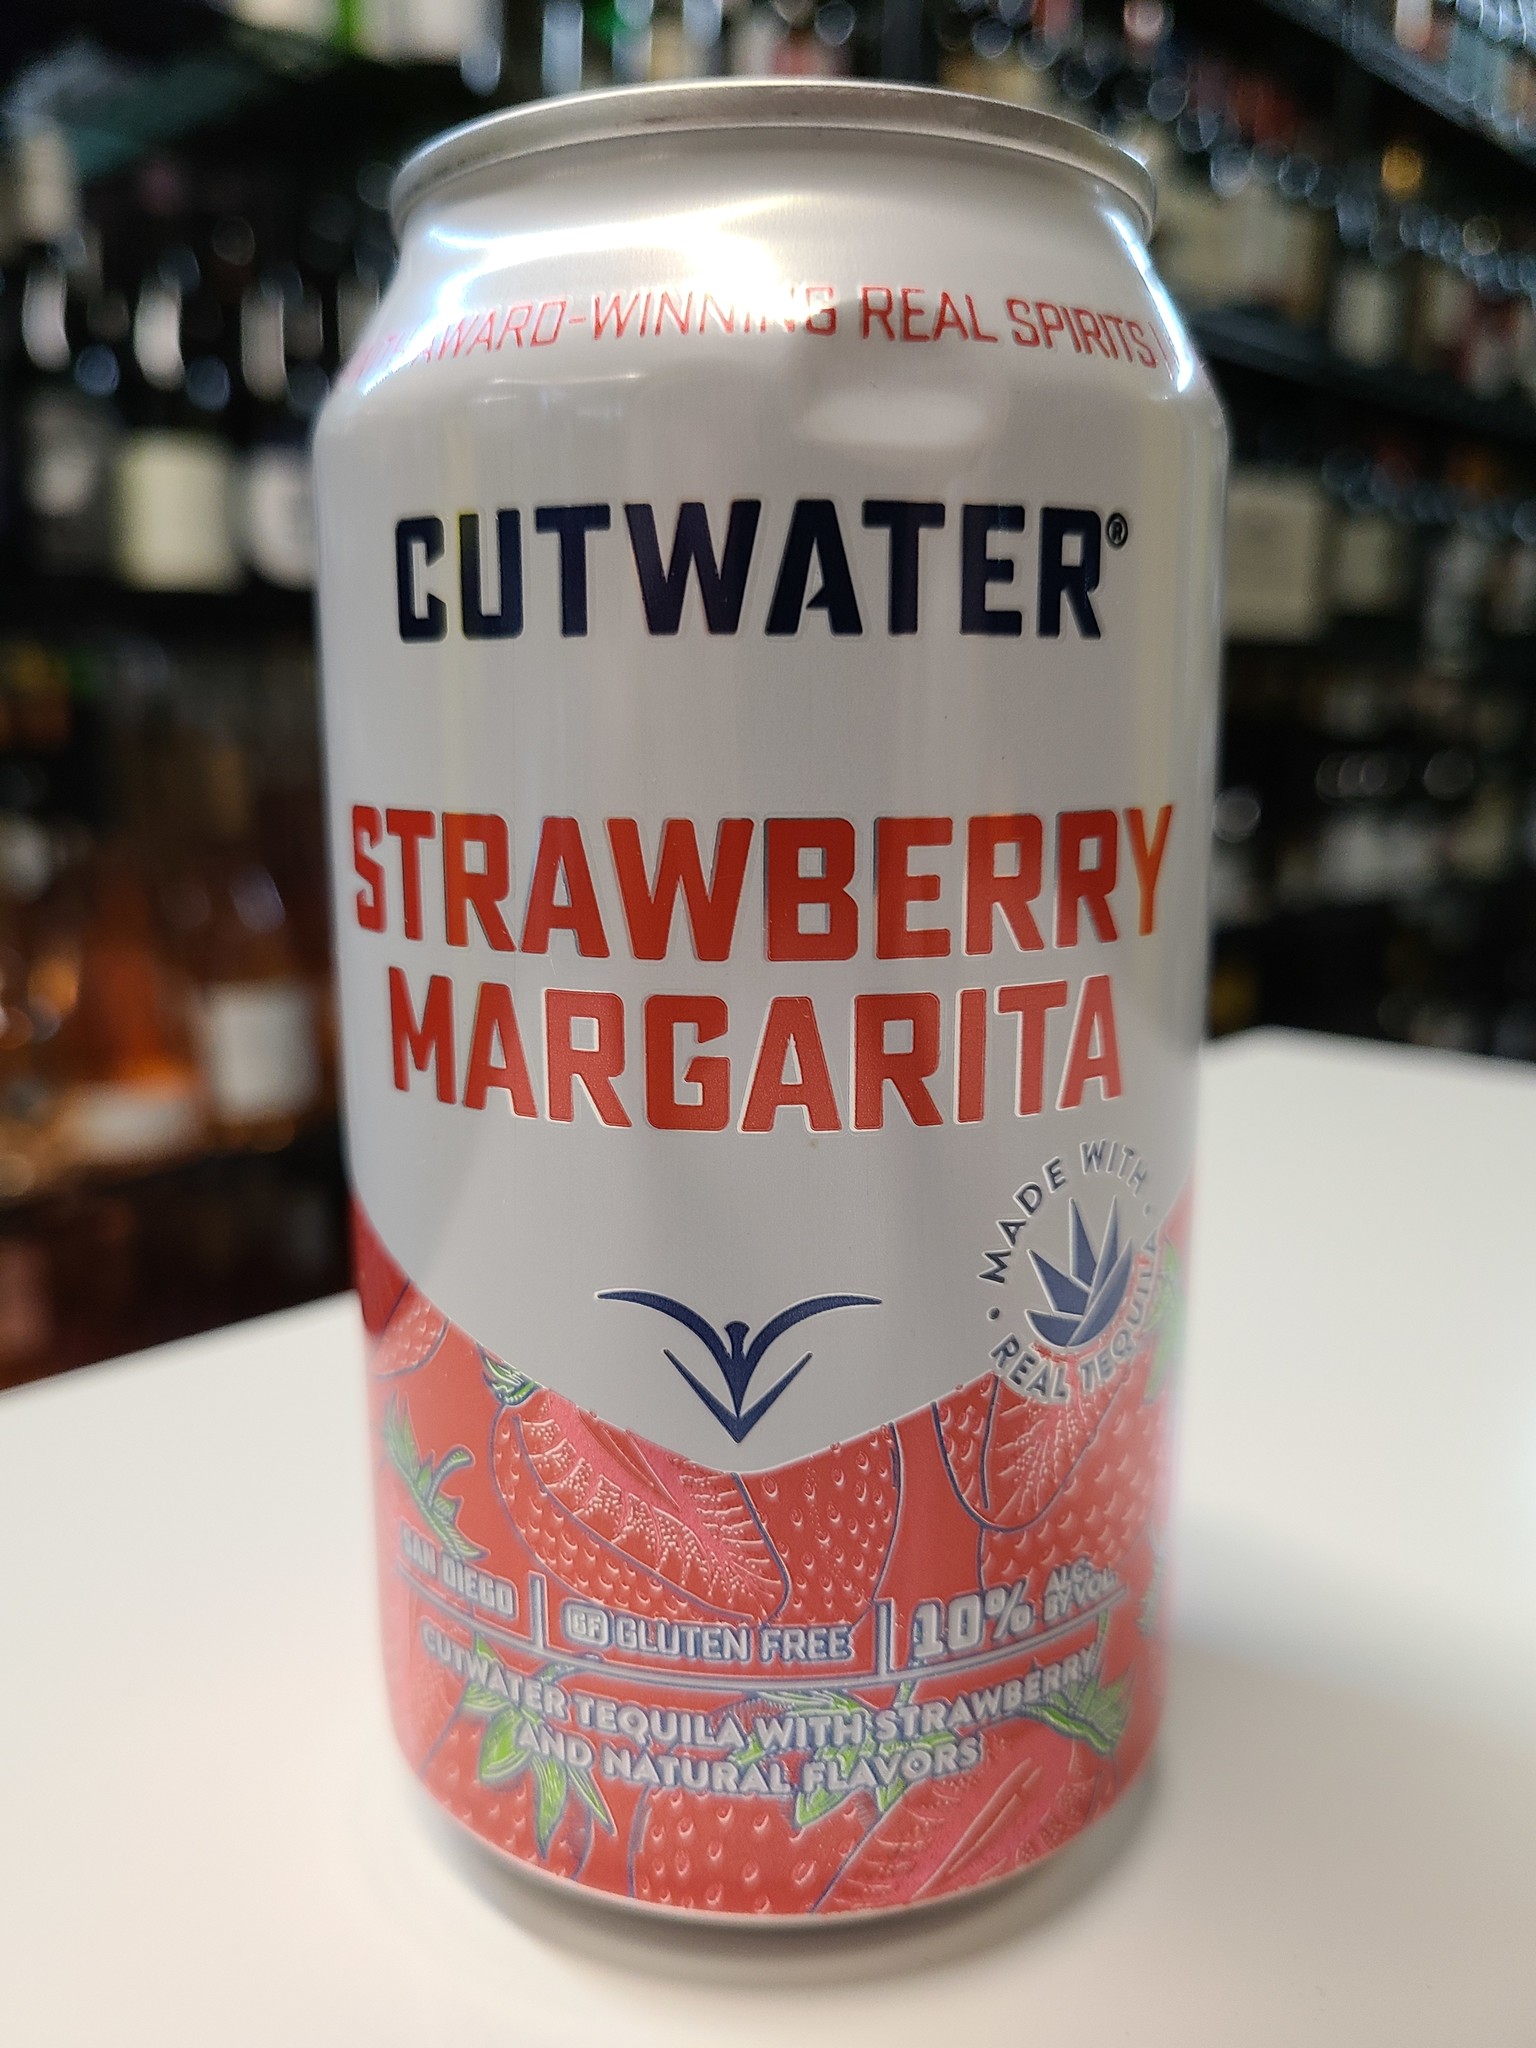 AWARD-WINNING REAL SPIRITS
CUTWATER®
STRAWBERRY
MARGARITA
• MADE WITH •
REAL TEQUILA
SAN DIEGO | GF GLUTEN FREE | 10% ALC. BY VOL.
CUTWATER TEQUILA WITH STRAWBERRY
AND NATURAL FLAVORS